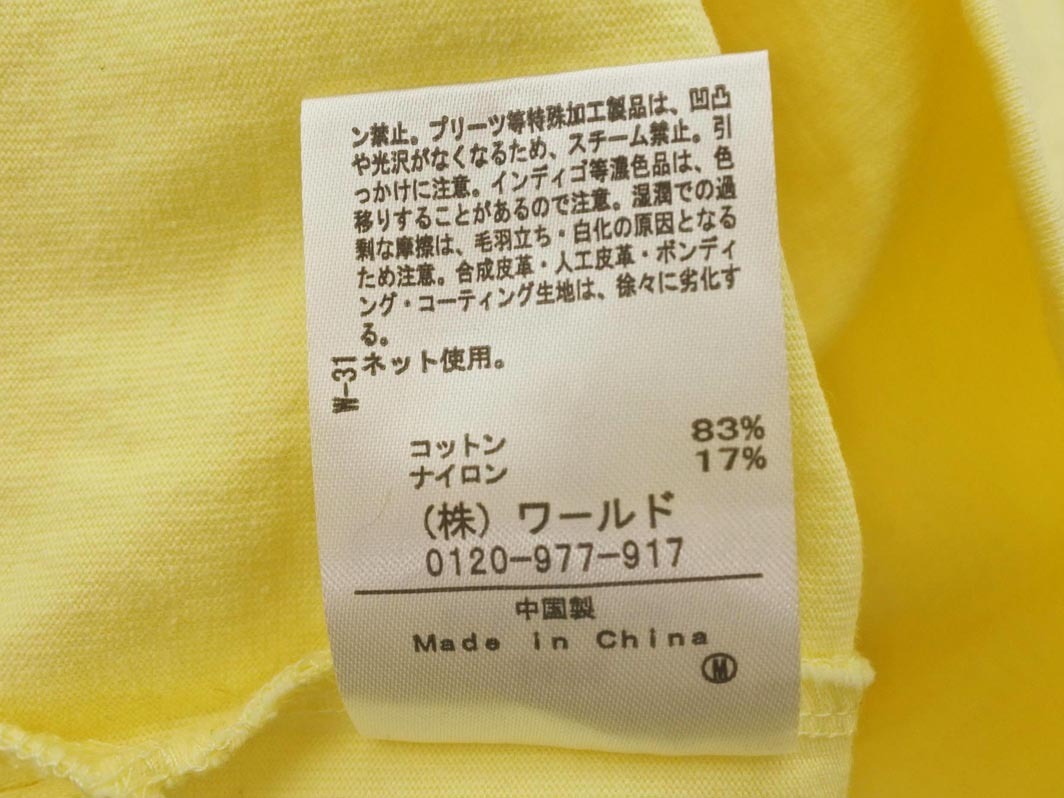 ン禁止。プリーツ等特殊加工製品は、凹凸
や光沢がなくなるため、スチーム禁止。引
っかけに注意。インディゴ等濃色品は、色
移りすることがあるので注意。湿潤での過
剰な摩擦は、毛羽立ち・白化の原因となる
ため注意。合成皮革・人工皮革・ボンディ
ング・コーティング生地は、徐々に劣化す
る。
ネット使用。
W-31
コットン 83%
ナイロン 17%
(株) ワールド
0120-977-917
中国製
Made in China
M